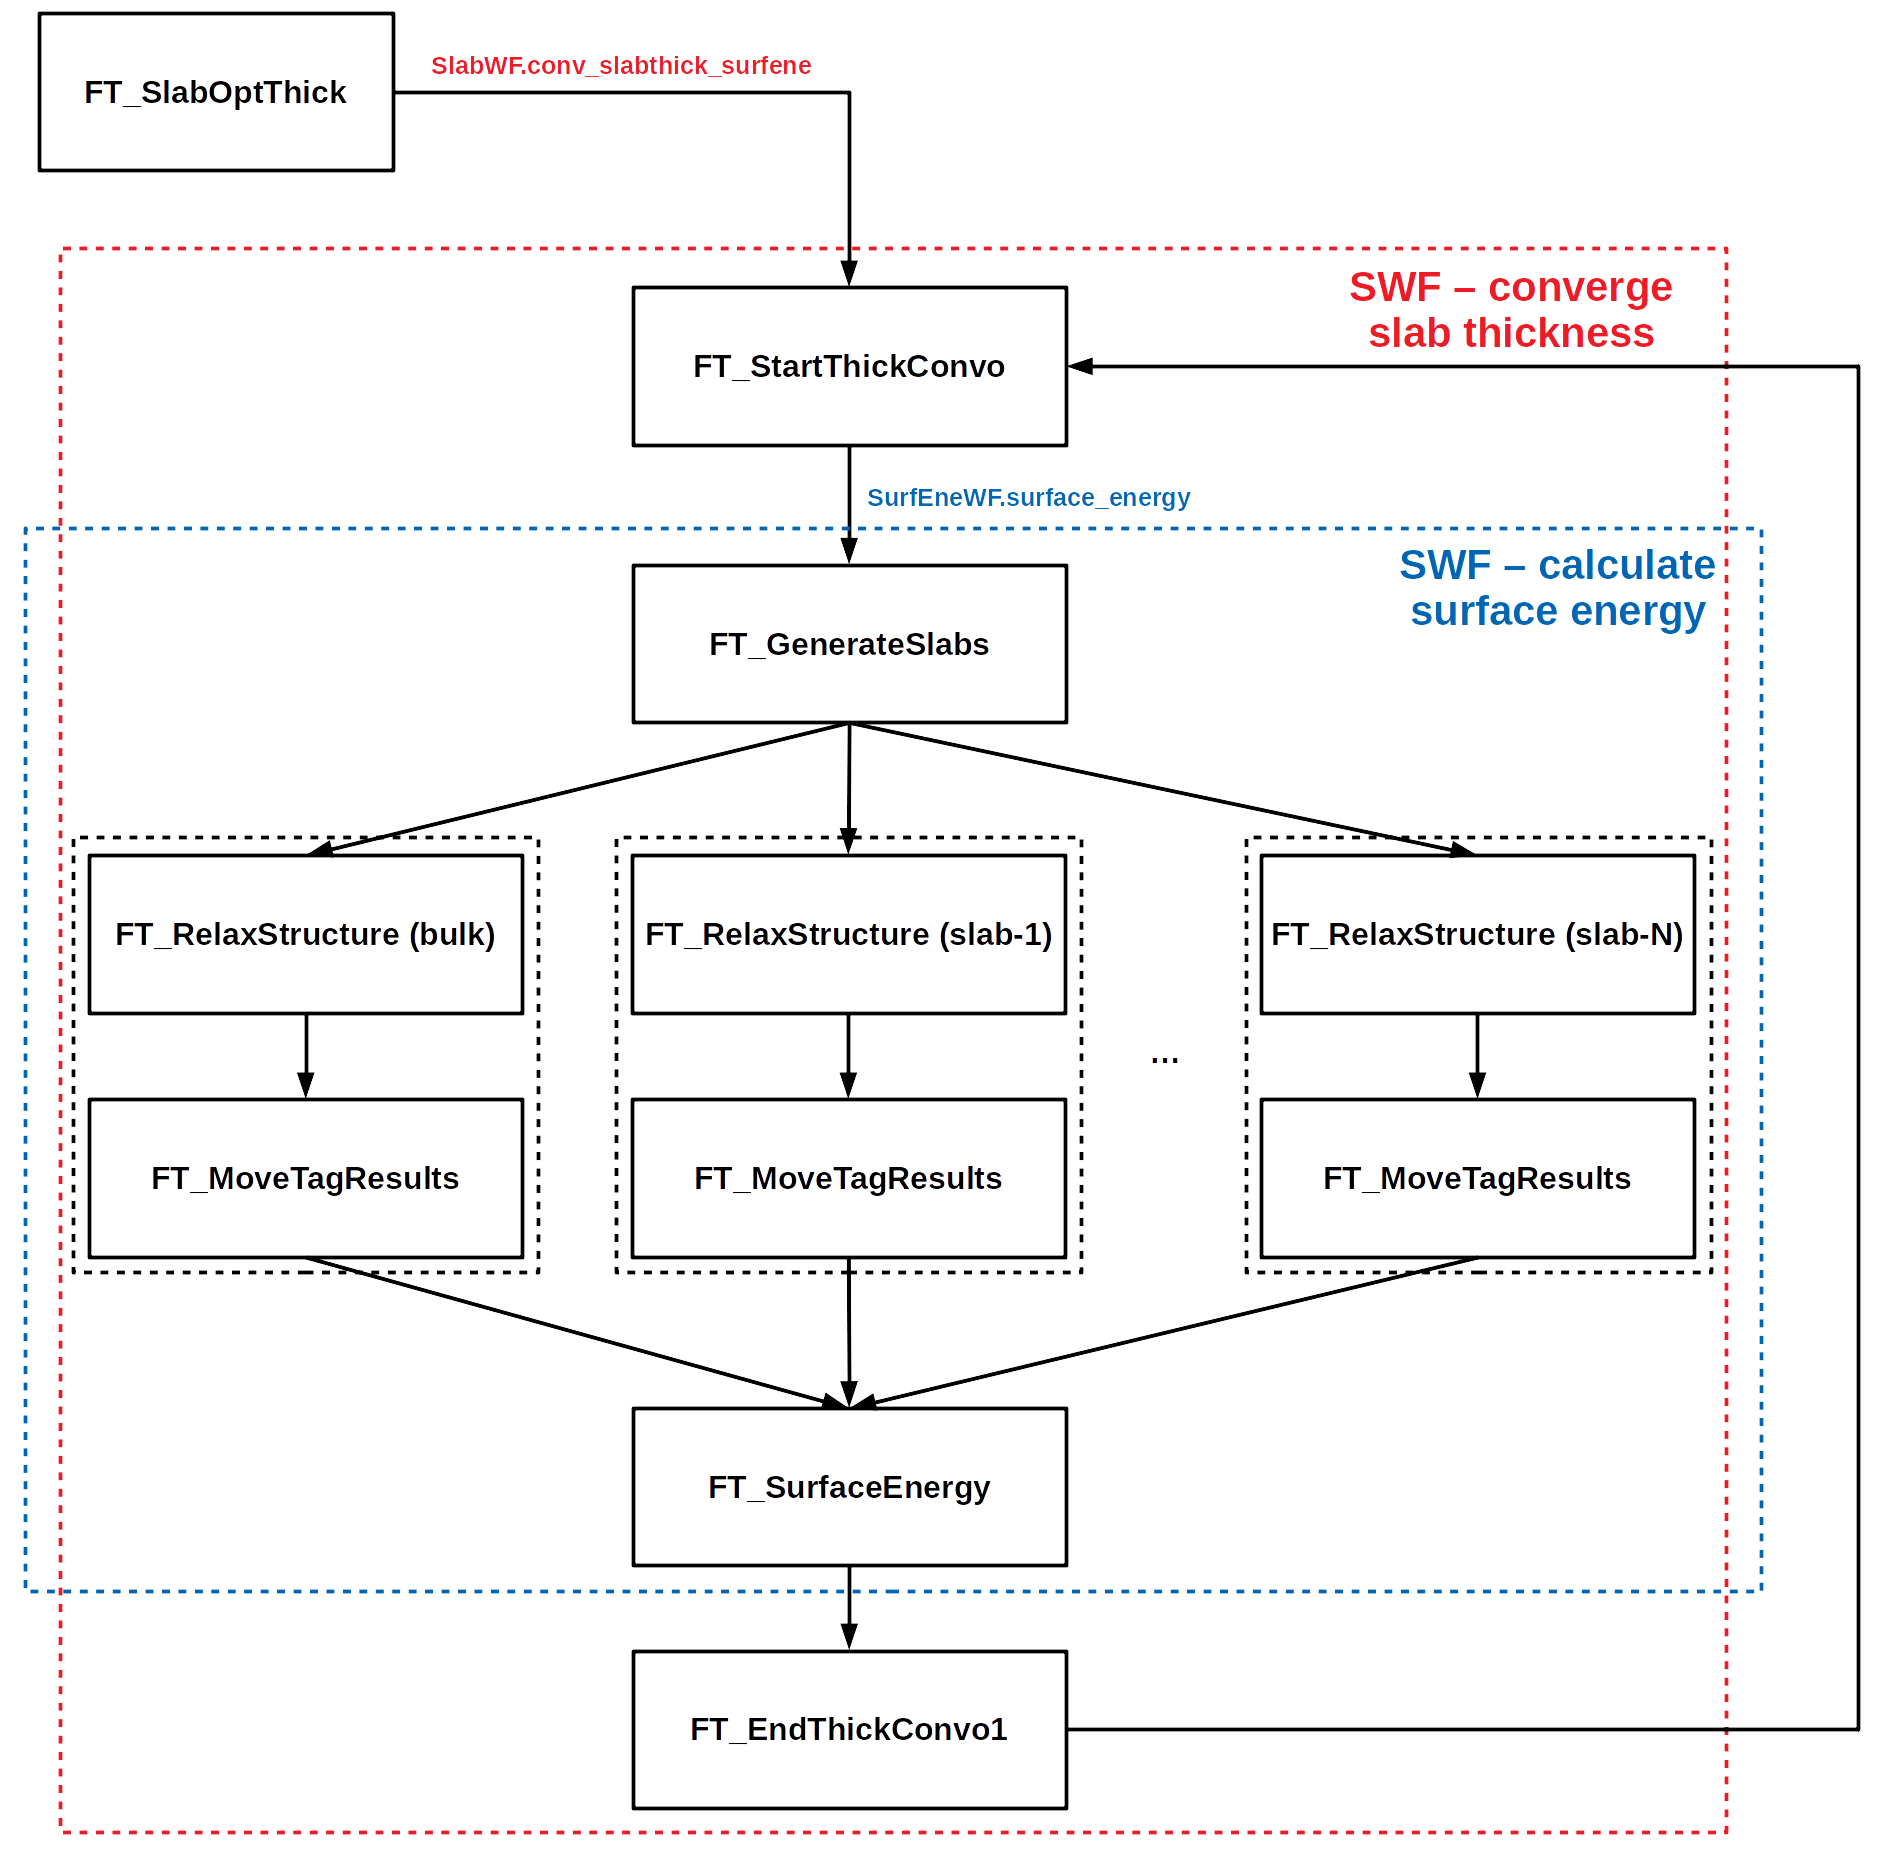 SlabWF.conv_slabthick_surfene
FT_SlabOptThick
SWF – converge
slab thickness
FT_StartThickConvo
SurfEneWF.surface_energy
SWF – calculate
surface energy
FT_GenerateSlabs
FT_RelaxStructure (bulk)
FT_RelaxStructure (slab-1)
FT_RelaxStructure (slab-N)
...
FT_MoveTagResults
FT_MoveTagResults
FT_MoveTagResults
FT_SurfaceEnergy
FT_EndThickConvo1